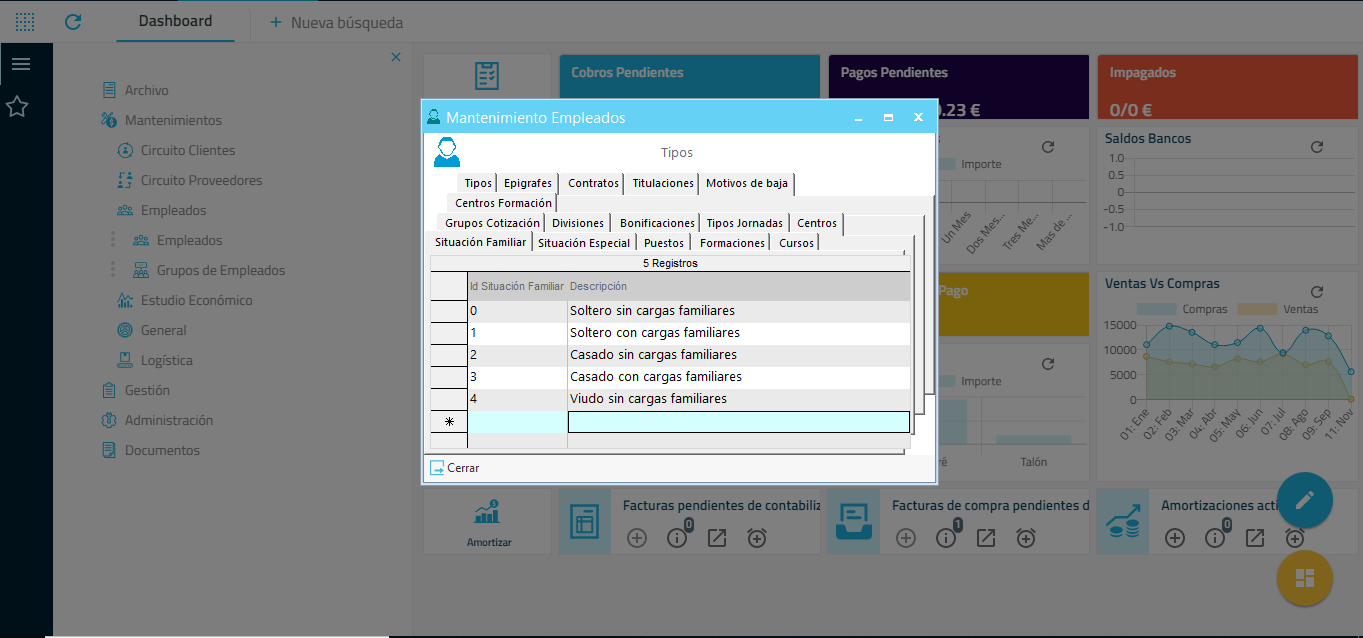 Dashboard
Nueva búsqueda
Archivo
Mantenimientos
Circuito Clientes
Circuito Proveedores
Empleados
Empleados
Grupos de Empleados
Estudio Económico
General
Logística
Gestión
Administración
Documentos
Cobros Pendientes
Pagos Pendientes
.23 €
Impagados
0/0 €
Mantenimiento Empleados
Tipos
Tipos Epigrafes Contratos Titulaciones Motivos de baja
Centros Formación
Grupos Cotización Divisiones Bonificaciones Tipos Jornadas Centros
Situación Familiar Situación Especial Puestos Formaciones Cursos
5 Registros
Id Situación Familiar Descripción
0 Soltero sin cargas familiares
1 Soltero con cargas familiares
2 Casado sin cargas familiares
3 Casado con cargas familiares
4 Viudo sin cargas familiares
*
Cerrar
Importe
Un Mes
Dos Mes...
Tres Me...
Mas de ...
Saldos Bancos
1.0
0.5
0
-0.5
-1.0
Pago
Importe
ré
Talón
Ventas Vs Compras
Compras Ventas
15000
10000
5000
0
01: Ene
02: Feb
03: Mar
04: Abr
05: May
06: Jun
07: Jul
08: Ago
09: Sep
11: Nov
Amortizar
Facturas pendientes de contabiliz
0
Facturas de compra pendientes d
1
Amortizaciones acti
0